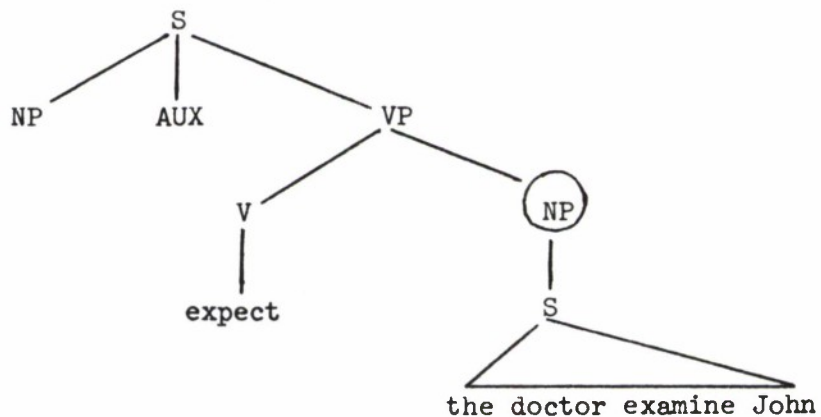 S
NP AUX VP
V NP
expect S
the doctor examine John